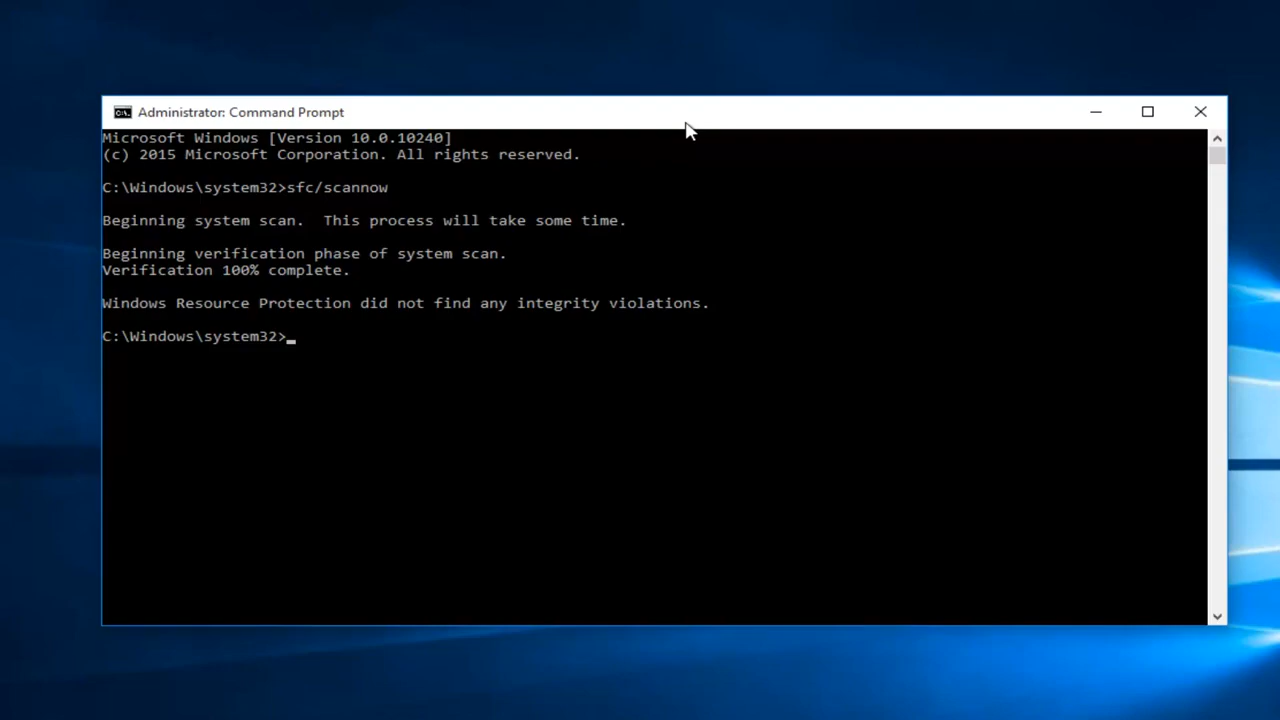 Administrator: Command Prompt
Microsoft Windows [Version 10.0.10240]
(c) 2015 Microsoft Corporation. All rights reserved.
C:\Windows\system32>sfc/scannow
Beginning system scan.  This process will take some time.
Beginning verification phase of system scan.
Verification 100% complete.
Windows Resource Protection did not find any integrity violations.
C:\Windows\system32>